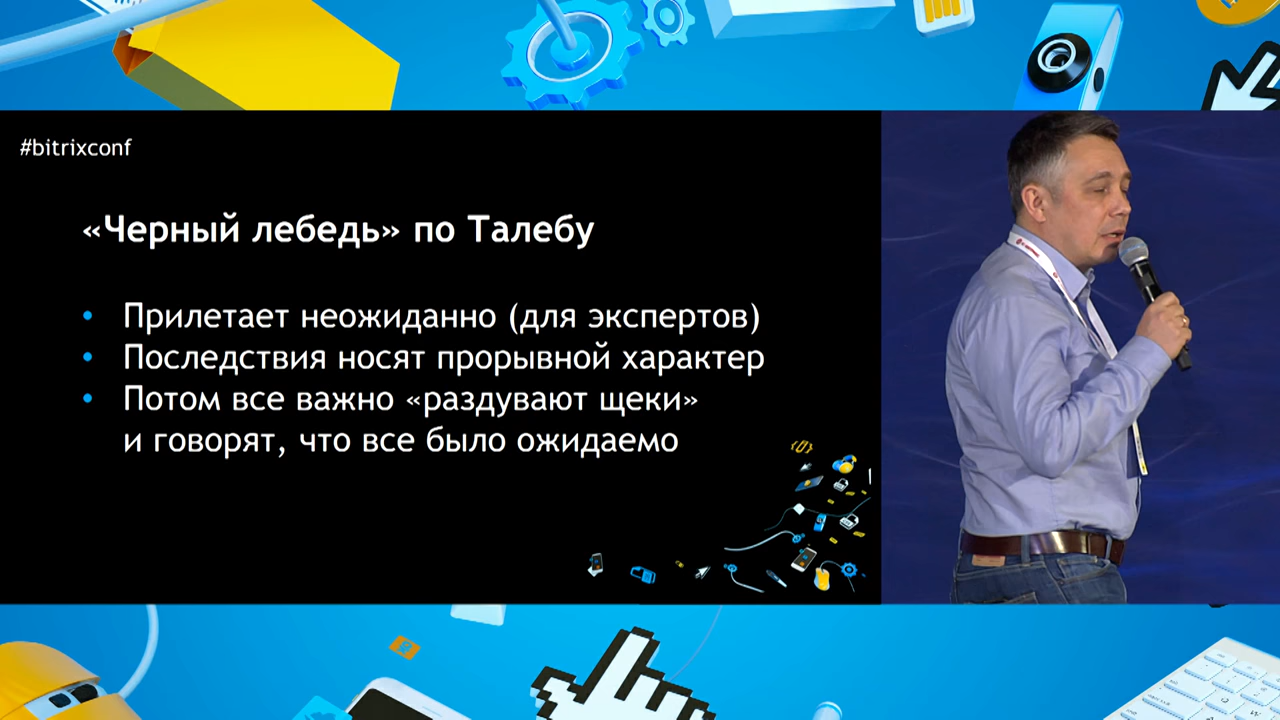 #bitrixconf
«Черный лебедь» по Талебу
• Прилетает неожиданно (для экспертов)
• Последствия носят прорывной характер
• Потом все важно «раздувают щеки»
и говорят, что все было ожидаемо